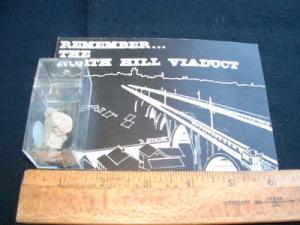 REMEMBER...
THE
NORTH HILL VIADUCT
1 2 3 4 5 6